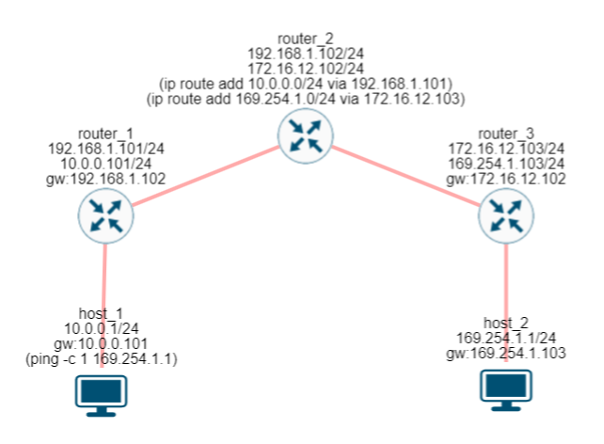 router_2
192.168.1.102/24
172.16.12.102/24
(ip route add 10.0.0.0/24 via 192.168.1.101)
(ip route add 169.254.1.0/24 via 172.16.12.103)
router_1
192.168.1.101/24
10.0.0.101/24
gw:192.168.1.102
router_3
172.16.12.103/24
169.254.1.103/24
gw:172.16.12.102
host_1
10.0.0.1/24
gw:10.0.0.101
(ping -c 1 169.254.1.1)
host_2
169.254.1.1/24
gw:169.254.1.103